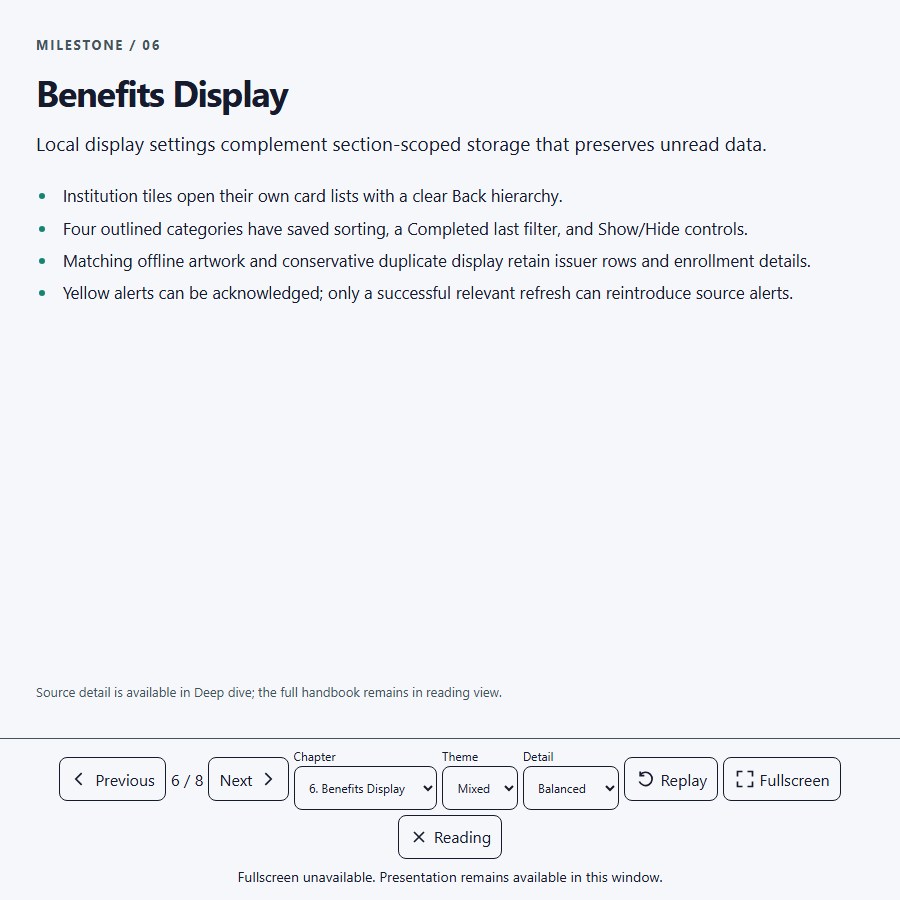 MILESTONE / 06
Benefits Display
Local display settings complement section-scoped storage that preserves unread data.
Institution tiles open their own card lists with a clear Back hierarchy.
Four outlined categories have saved sorting, a Completed last filter, and Show/Hide controls.
Matching offline artwork and conservative duplicate display retain issuer rows and enrollment details.
Yellow alerts can be acknowledged; only a successful relevant refresh can reintroduce source alerts.
Source detail is available in Deep dive; the full handbook remains in reading view.
Chapter Theme Detail
Previous 6 / 8 Next 6. Benefits Display Mixed Balanced Replay Fullscreen
Reading
Fullscreen unavailable. Presentation remains available in this window.